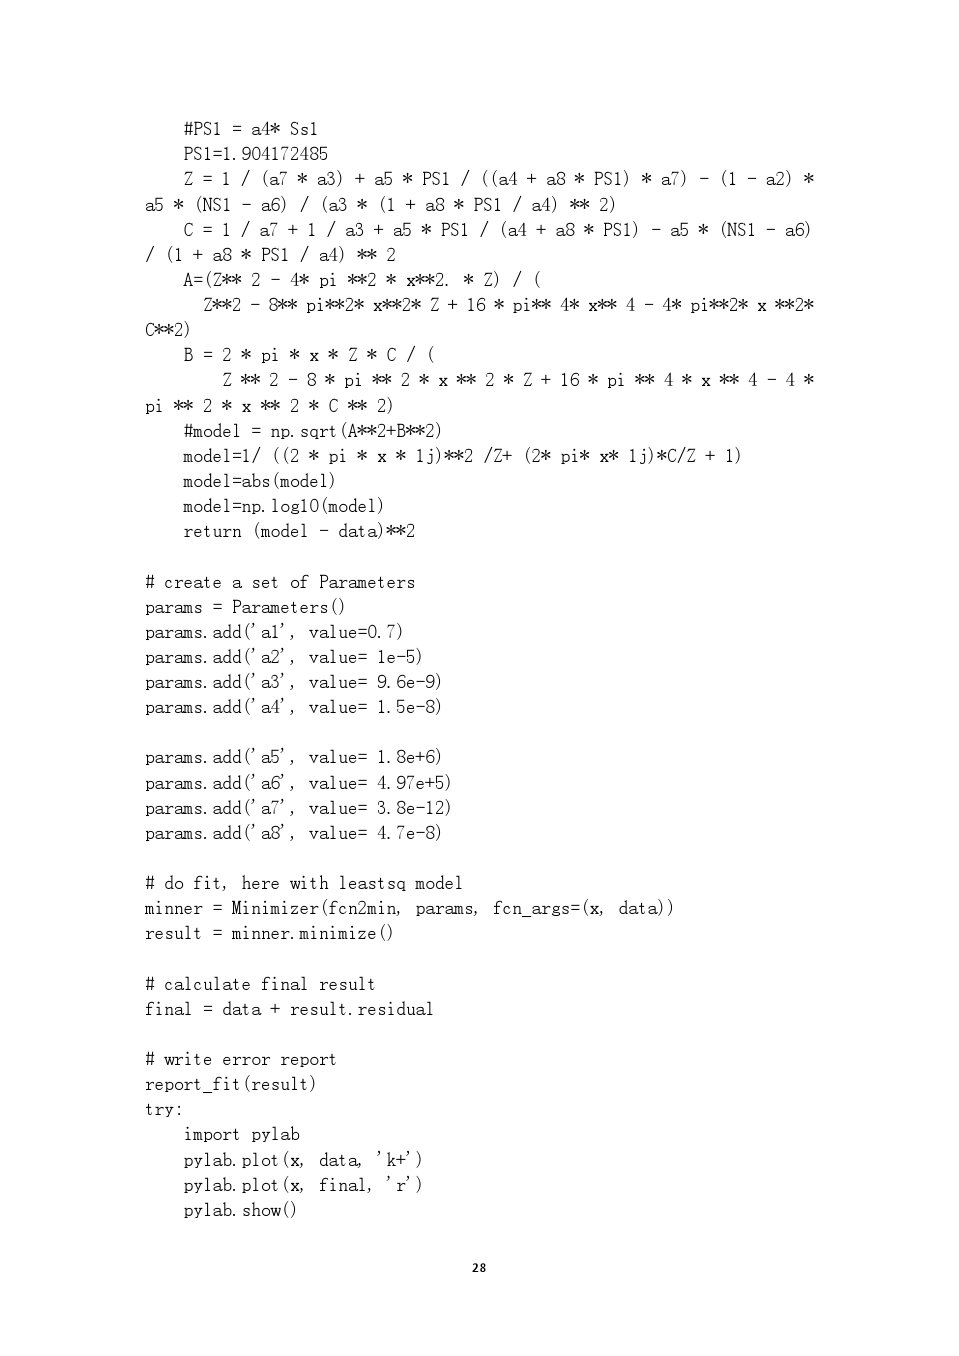 #PS1 = a4* Ss1
PS1=1.904172485
Z = 1 / (a7 * a3) + a5 * PS1 / ((a4 + a8 * PS1) * a7) - (1 - a2) *
a5 * (NS1 - a6) / (a3 * (1 + a8 * PS1 / a4) ** 2)
C = 1 / a7 + 1 / a3 + a5 * PS1 / (a4 + a8 * PS1) - a5 * (NS1 - a6)
/ (1 + a8 * PS1 / a4) ** 2
A=(Z** 2 - 4* pi **2 * x**2. * Z) / (
Z**2 - 8** pi**2* x**2* Z + 16 * pi** 4* x** 4 - 4* pi**2* x **2*
C**2)
B = 2 * pi * x * Z * C / (
Z ** 2 - 8 * pi ** 2 * x ** 2 * Z + 16 * pi ** 4 * x ** 4 - 4 *
pi ** 2 * x ** 2 * C ** 2)
#model = np.sqrt(A**2+B**2)
model=1/ ((2 * pi * x * 1j)**2 /Z+ (2* pi* x* 1j)*C/Z + 1)
model=abs(model)
model=np.log10(model)
return (model - data)**2
# create a set of Parameters
params = Parameters()
params.add('a1', value=0.7)
params.add('a2', value= 1e-5)
params.add('a3', value= 9.6e-9)
params.add('a4', value= 1.5e-8)
params.add('a5', value= 1.8e+6)
params.add('a6', value= 4.97e+5)
params.add('a7', value= 3.8e-12)
params.add('a8', value= 4.7e-8)
# do fit, here with leastsq model
minner = Minimizer(fcn2min, params, fcn_args=(x, data))
result = minner.minimize()
# calculate final result
final = data + result.residual
# write error report
report_fit(result)
try:
import pylab
pylab.plot(x, data, 'k+')
pylab.plot(x, final, 'r')
pylab.show()
28